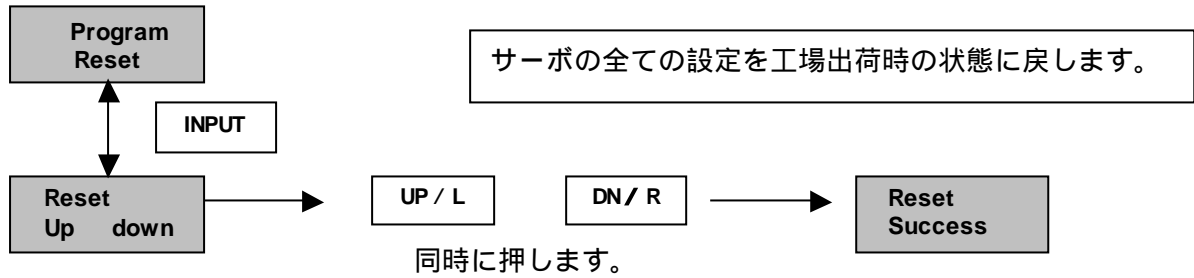 Program
Reset
サーボの全ての設定を工場出荷時の状態に戻します。
INPUT
Reset
Up down
UP / L
DN / R
Reset
Success
同時に押します。